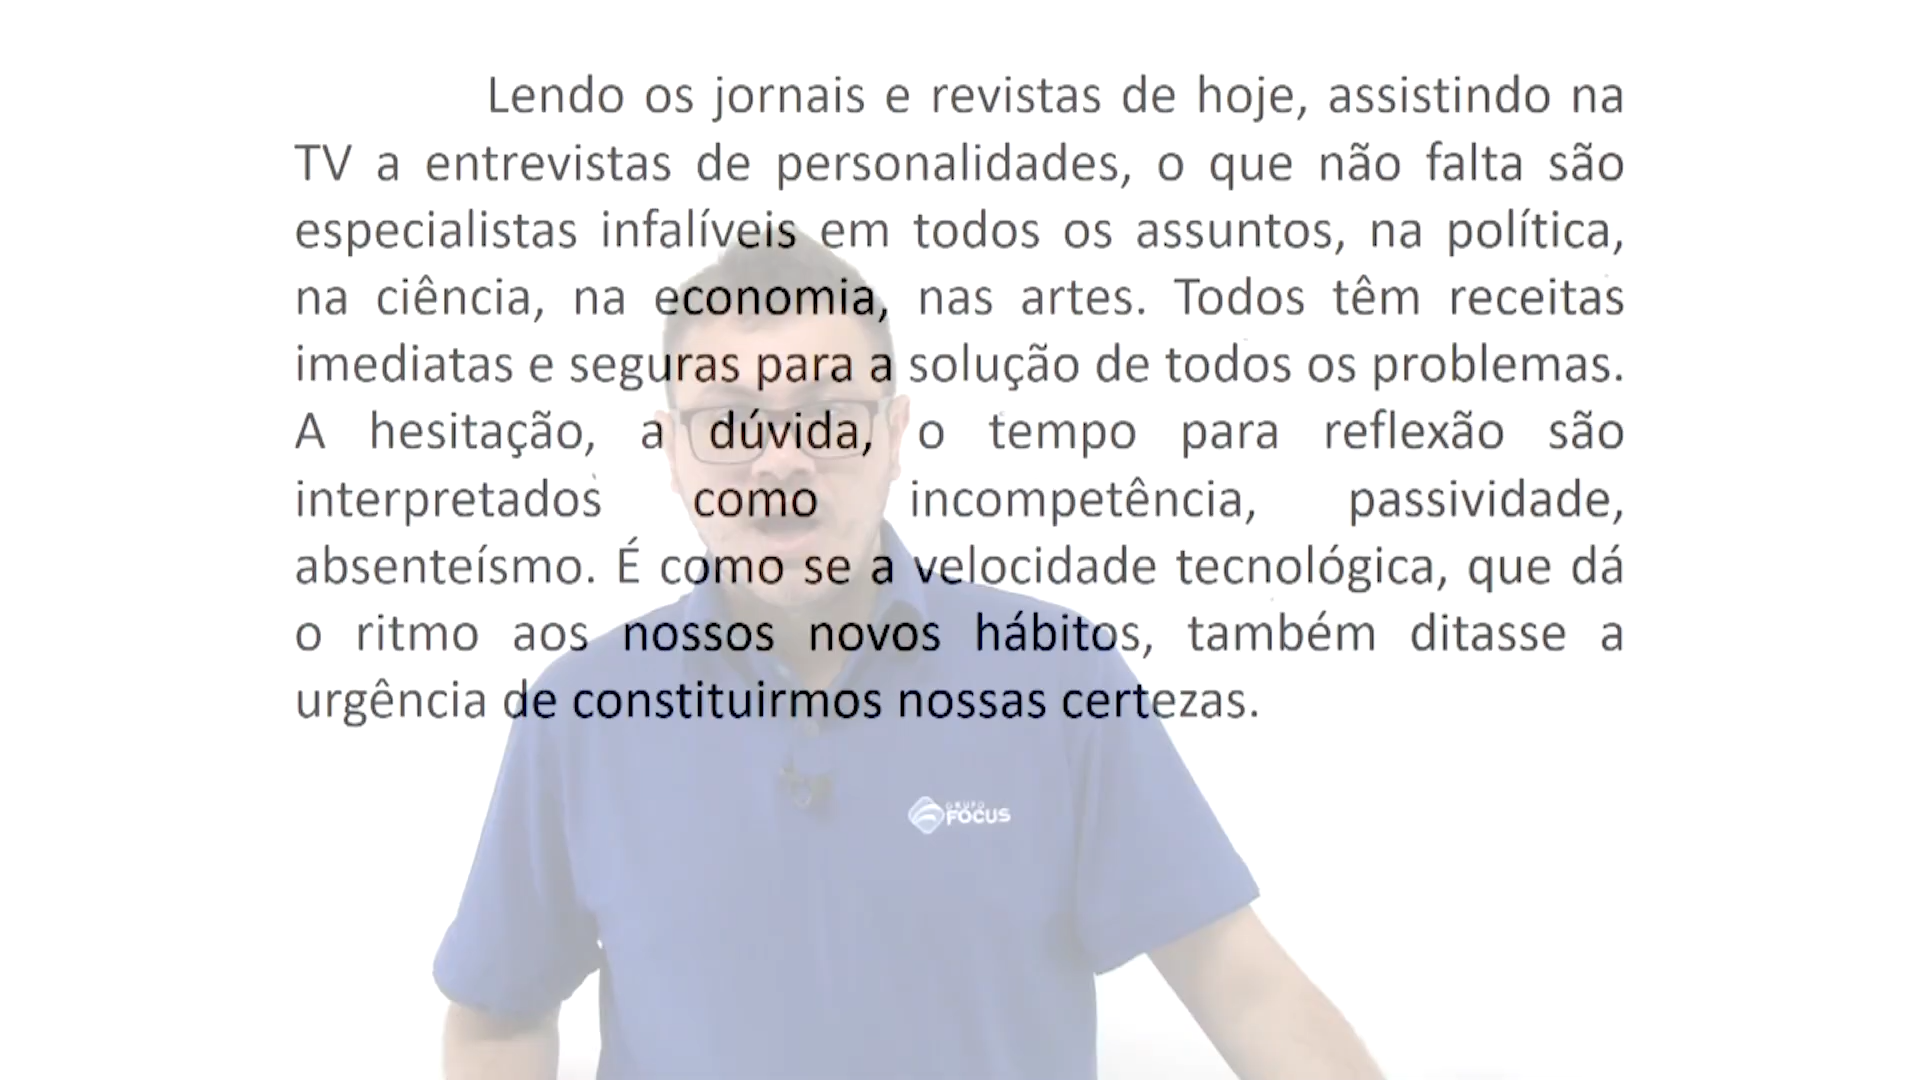 Lendo os jornais e revistas de hoje, assistindo na
TV a entrevistas de personalidades, o que não falta são
especialistas infalíveis em todos os assuntos, na política,
na ciência, na economia, nas artes. Todos têm receitas
imediatas e seguras para a solução de todos os problemas.
A hesitação, a dúvida, o tempo para reflexão são
interpretados como incompetência, passividade,
absenteísmo. É como se a velocidade tecnológica, que dá
o ritmo aos nossos novos hábitos, também ditasse a
urgência de constituirmos nossas certezas.
GRUPO
FOCUS